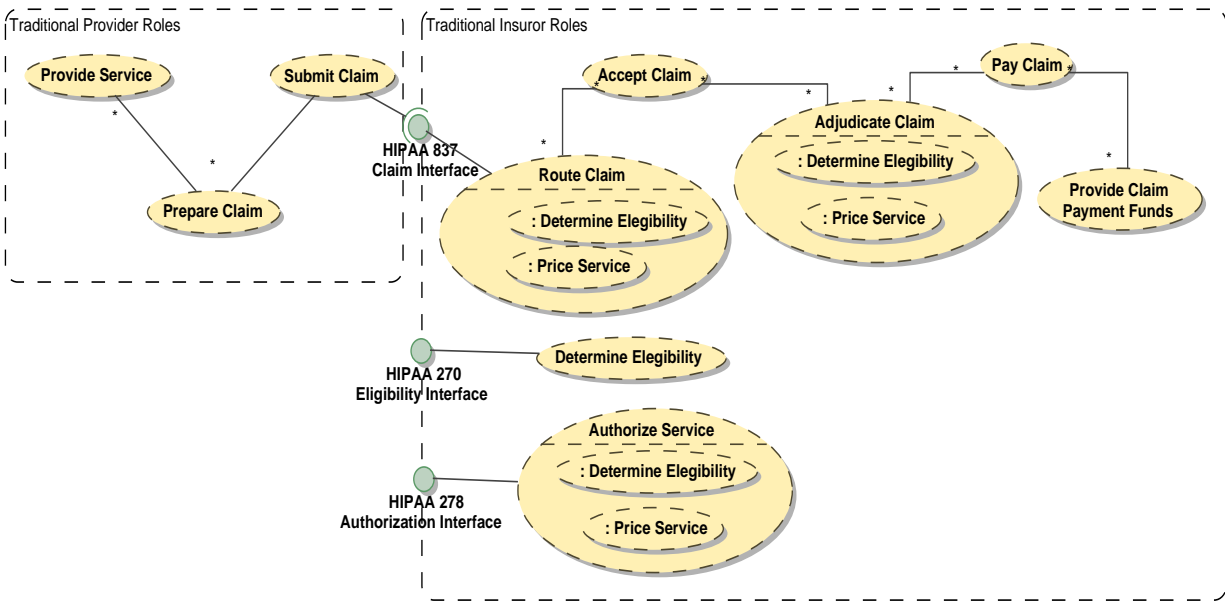 Traditional Provider Roles
Provide Service
*
Submit Claim
*
Prepare Claim
HIPAA 837
Claim Interface
Traditional Insuror Roles
Accept Claim
*
*
*
Route Claim
: Determine Elegibility
: Price Service
*
*
*
Adjudicate Claim
: Determine Elegibility
: Price Service
Pay Claim
*
*
Provide Claim
Payment Funds
HIPAA 270
Eligibility Interface
Determine Elegibility
HIPAA 278
Authorization Interface
Authorize Service
: Determine Elegibility
: Price Service